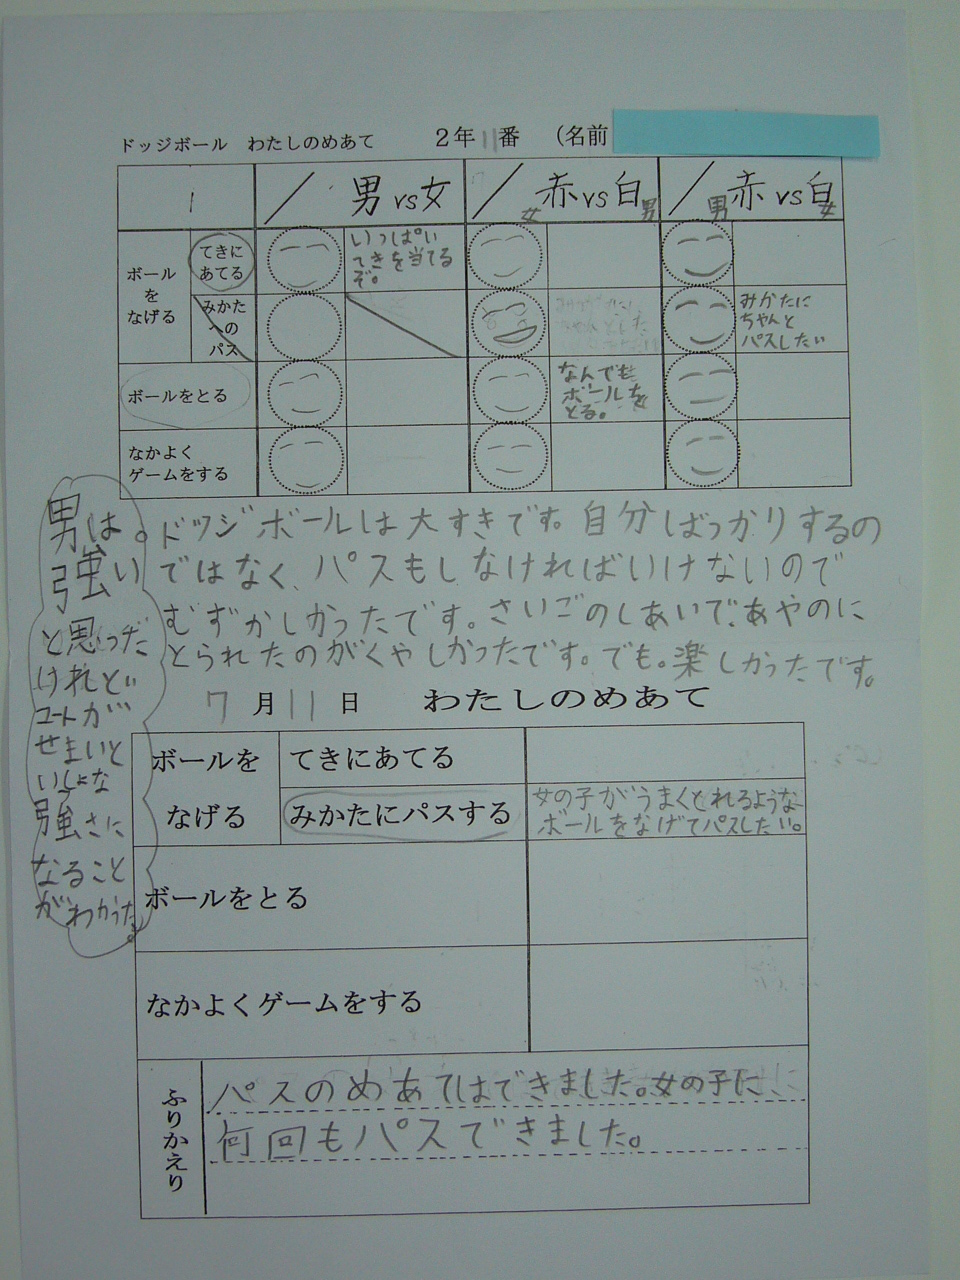 ドッジボール わたしのめあて 2年11番 (名前
/ 男vs女 / 女赤vs白男 / 男赤vs白女
ボールをなげる
てきにあてる
いっぱい
てきを当てる
ぞ。
みかたへのパス
みかたに
ちゃんと
パスしたい
ボールをとる
なんでも
ボールを
とる。
なかよく
ゲームをする
ドッジボールは大すきです。自分ばっかりするの
ではなく、パスもしなければいけないので
むずかしかったです。さいごのしあいで、あやのに
とられたのがくやしかったです。でも。楽しかったです。
男は。
強い
と思っだ
けれどい
コートが
せまいと
いっしょな
強さに
なること
がわかった。
7月11日 わたしのめあて
ボールを
なげる
てきにあてる
みかたにパスする
女の子がうまくとれるような
ボールをなげてパスしたい。
ボールをとる
なかよくゲームをする
ふりかえり
パスのめあてはできました。女の子に、
何回もパスできました。